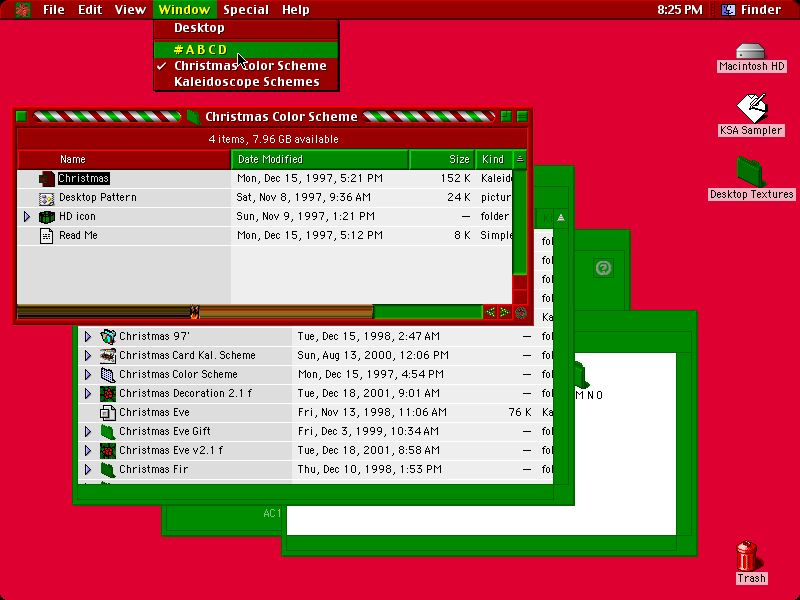 File Edit View Window Special Help 8:25 PM Finder
Desktop
#ABCD
✓ Christmas Color Scheme
Kaleidoscope Schemes
Macintosh HD
KSA Sampler
Desktop Textures
Trash
Christmas Color Scheme
4 items, 7.96 GB available
Name Date Modified Size Kind
Christmas Mon, Dec 15, 1997, 5:21 PM 152 K Kaleid
Desktop Pattern Sat, Nov 8, 1997, 9:36 AM 24 K pictur
HD icon Sun, Nov 9, 1997, 1:21 PM — folder
Read Me Mon, Dec 15, 1997, 5:12 PM 8 K Simple
K
fol
fol
fol
fol
Ka
Christmas 97' Tue, Dec 15, 1998, 2:47 AM — fol
Christmas Card Kal. Scheme Sun, Aug 13, 2000, 12:06 PM — fol
Christmas Color Scheme Mon, Dec 15, 1997, 4:54 PM — fol
Christmas Decoration 2.1 f Tue, Dec 18, 2001, 9:01 AM — fol
Christmas Eve Fri, Nov 13, 1998, 11:06 AM 76 K Ka
Christmas Eve Gift Fri, Dec 3, 1999, 10:34 AM — fol
Christmas Eve v2.1 f Tue, Dec 18, 2001, 8:58 AM — fol
Christmas Fir Thu, Dec 10, 1998, 1:53 PM — fol
MNO
AC1